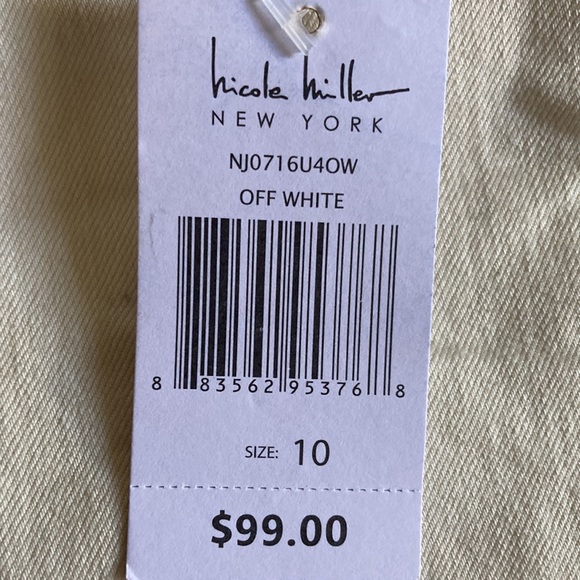 nicole miller
NEW YORK
NJ0716U4OW
OFF WHITE
8 83562 95376 8
SIZE: 10
$99.00